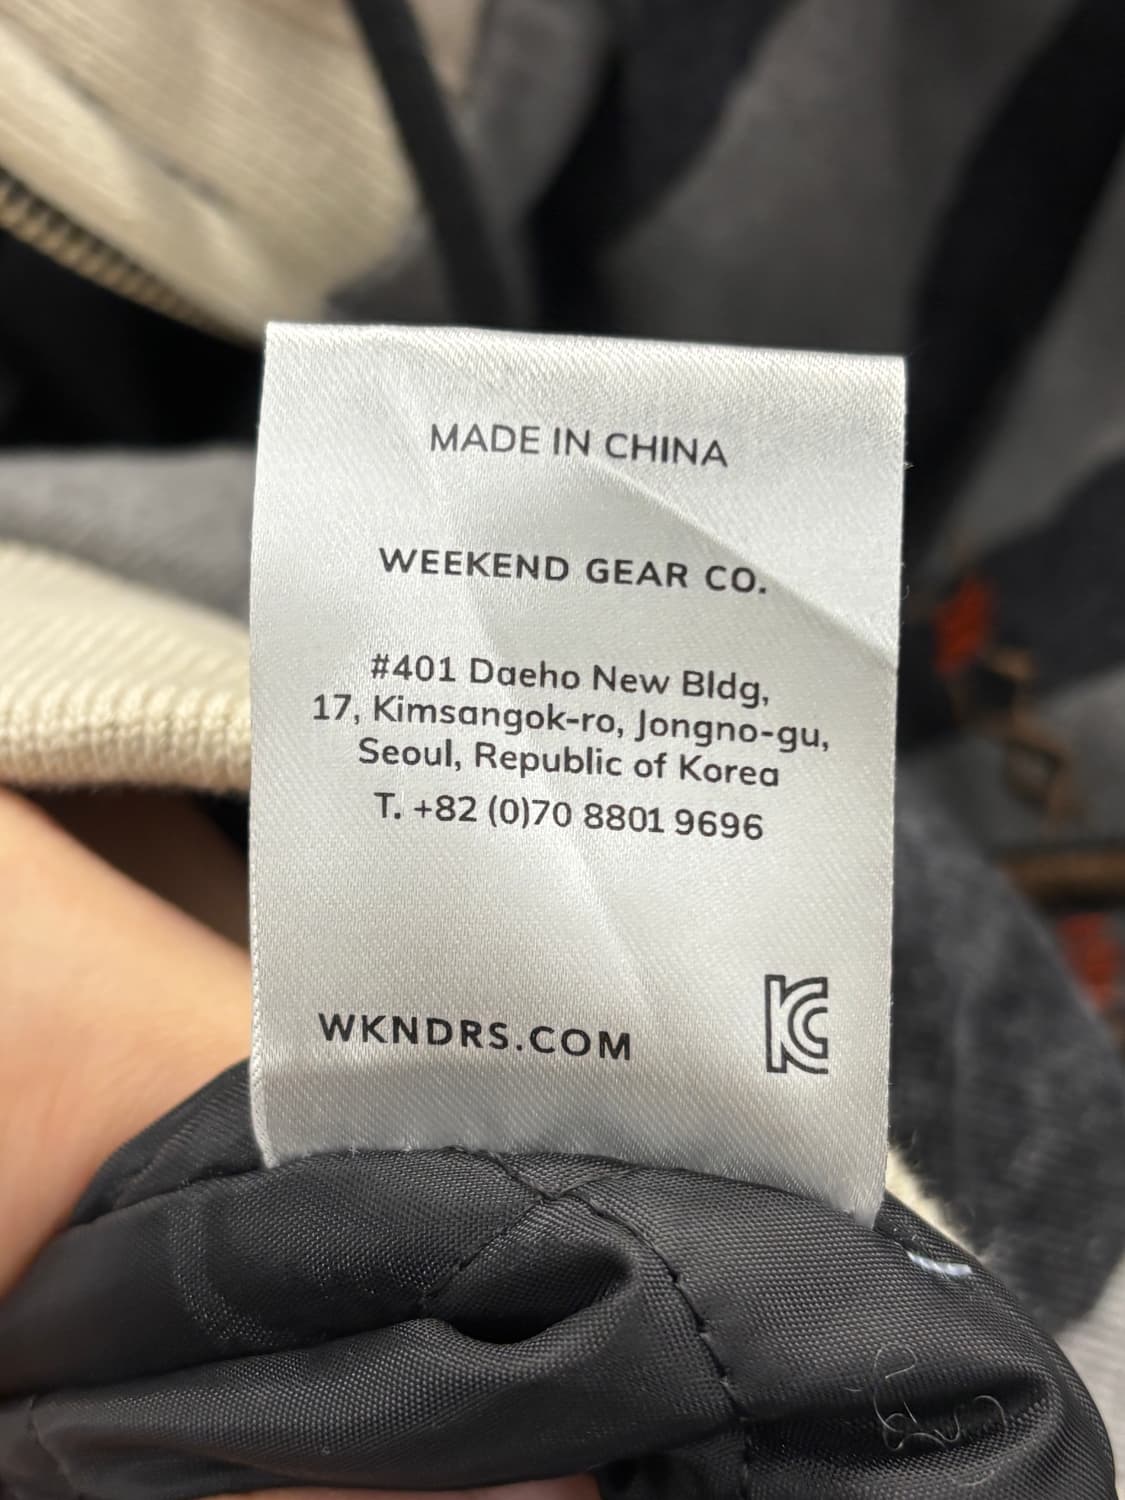 MADE IN CHINA
WEEKEND GEAR CO.
#401 Daeho New Bldg,
17, Kimsangok-ro, Jongno-gu,
Seoul, Republic of Korea
T. +82 (0)70 8801 9696
WKNDRS.COM
KC